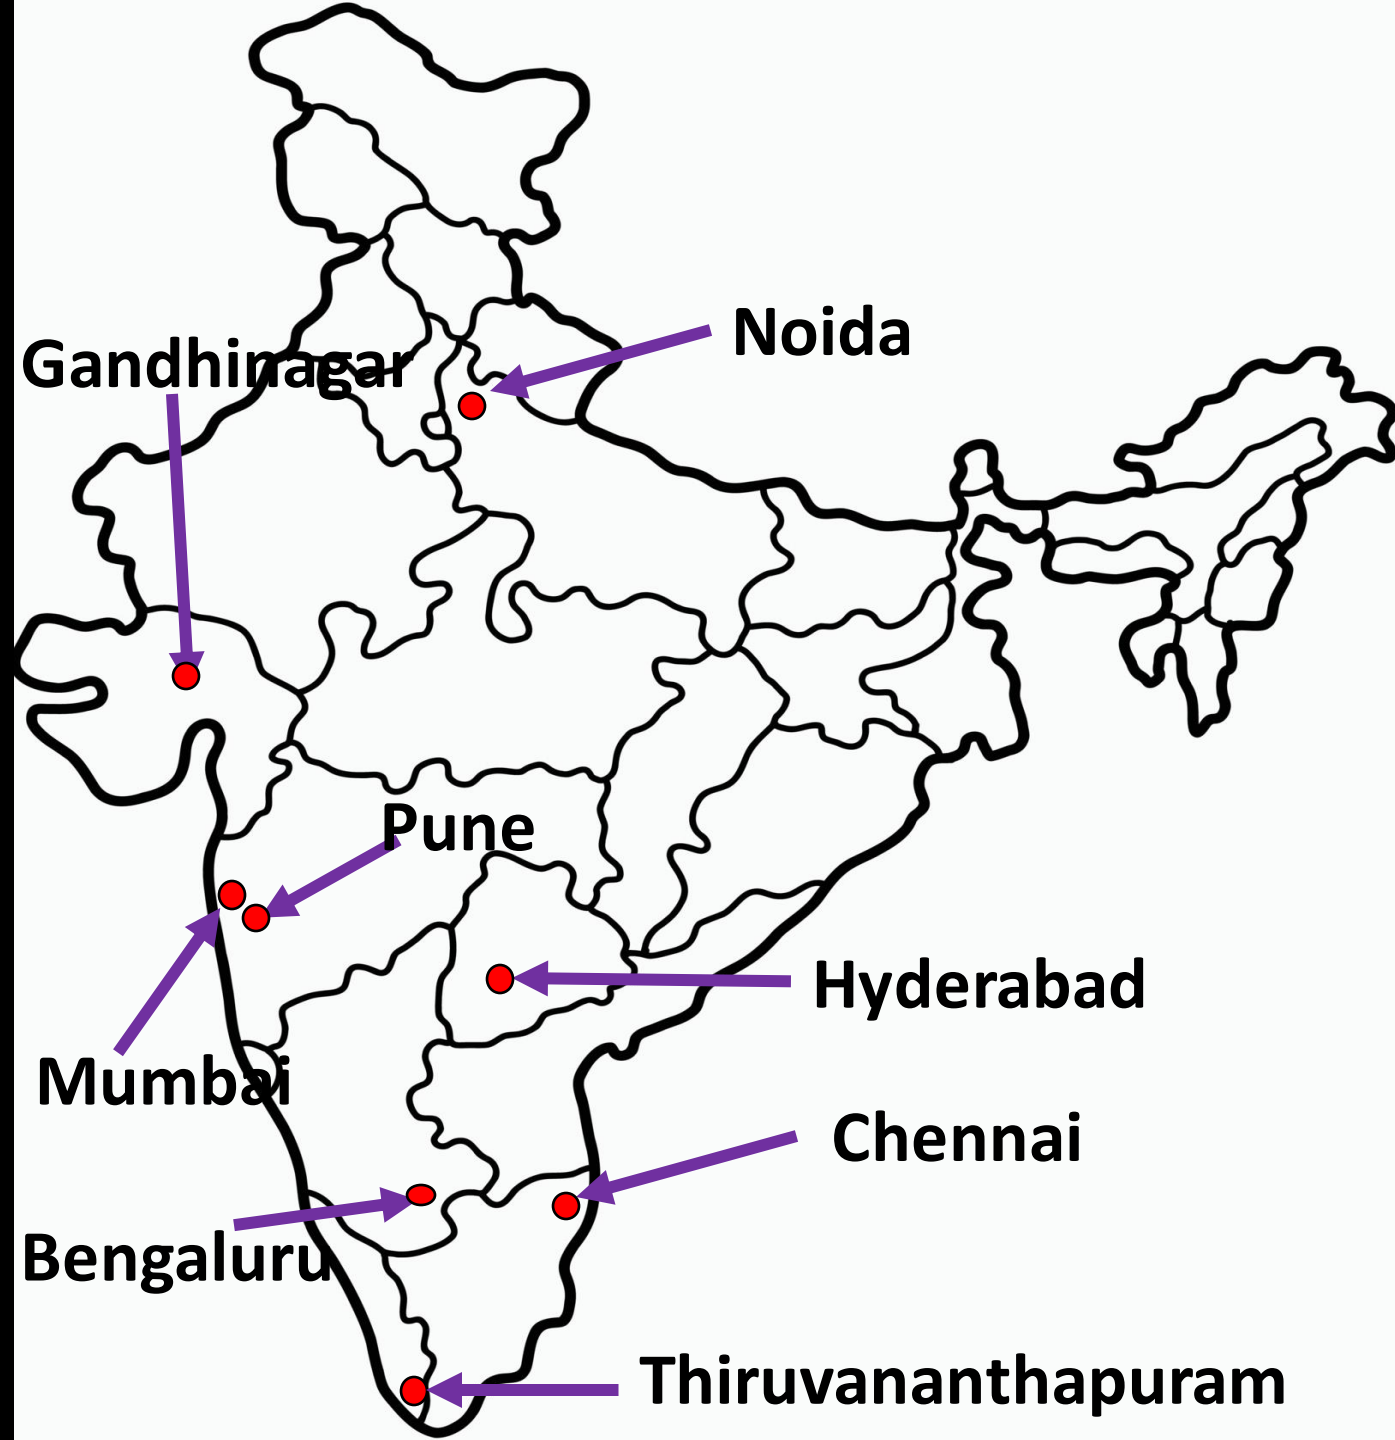 Noida
Gandhinagar
Pune
Hyderabad
Mumbai
Chennai
Bengaluru
Thiruvananthapuram